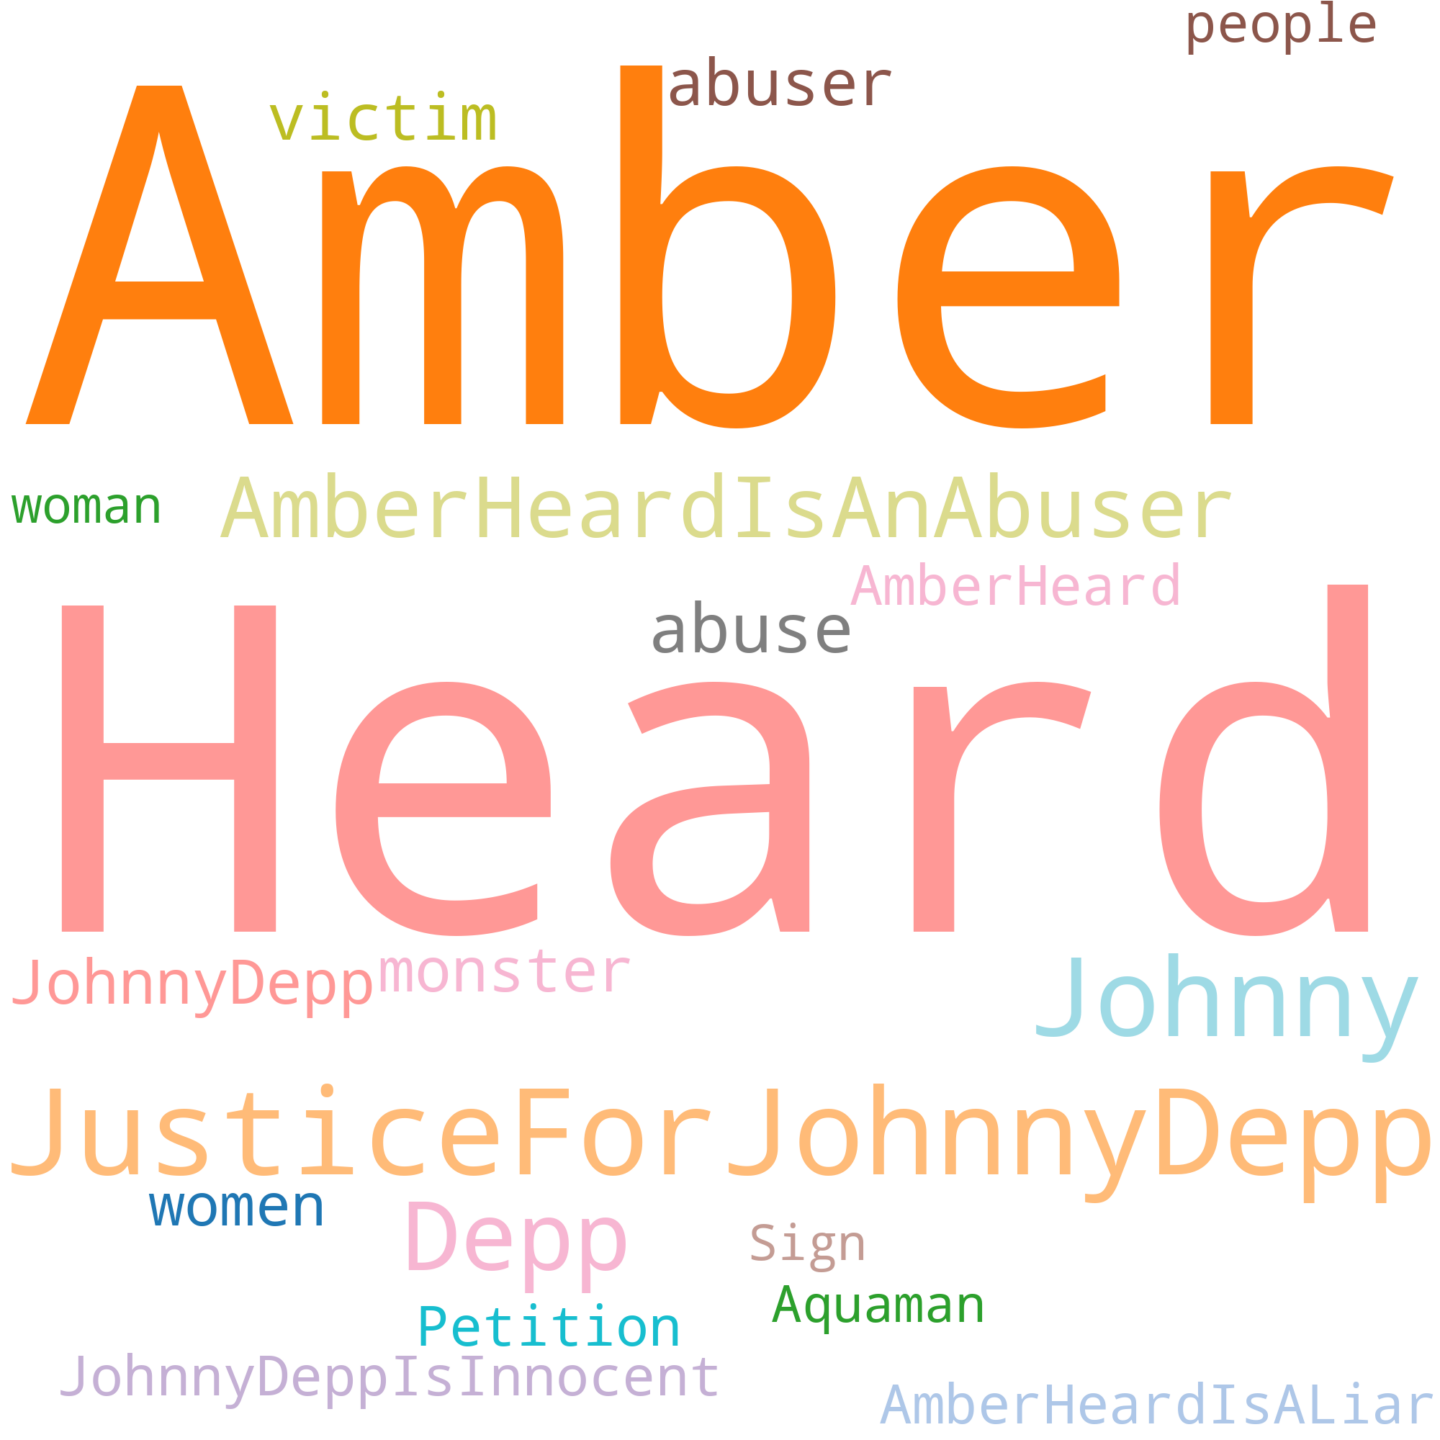 people
abuser
victim
Amber
woman
AmberHeardIsAnAbuser
AmberHeard
abuse
Heard
JohnnyDepp
monster
Johnny
JusticeForJohnnyDepp
women
Depp
Sign
Aquaman
Petition
JohnnyDeppIsInnocent
AmberHeardIsALiar